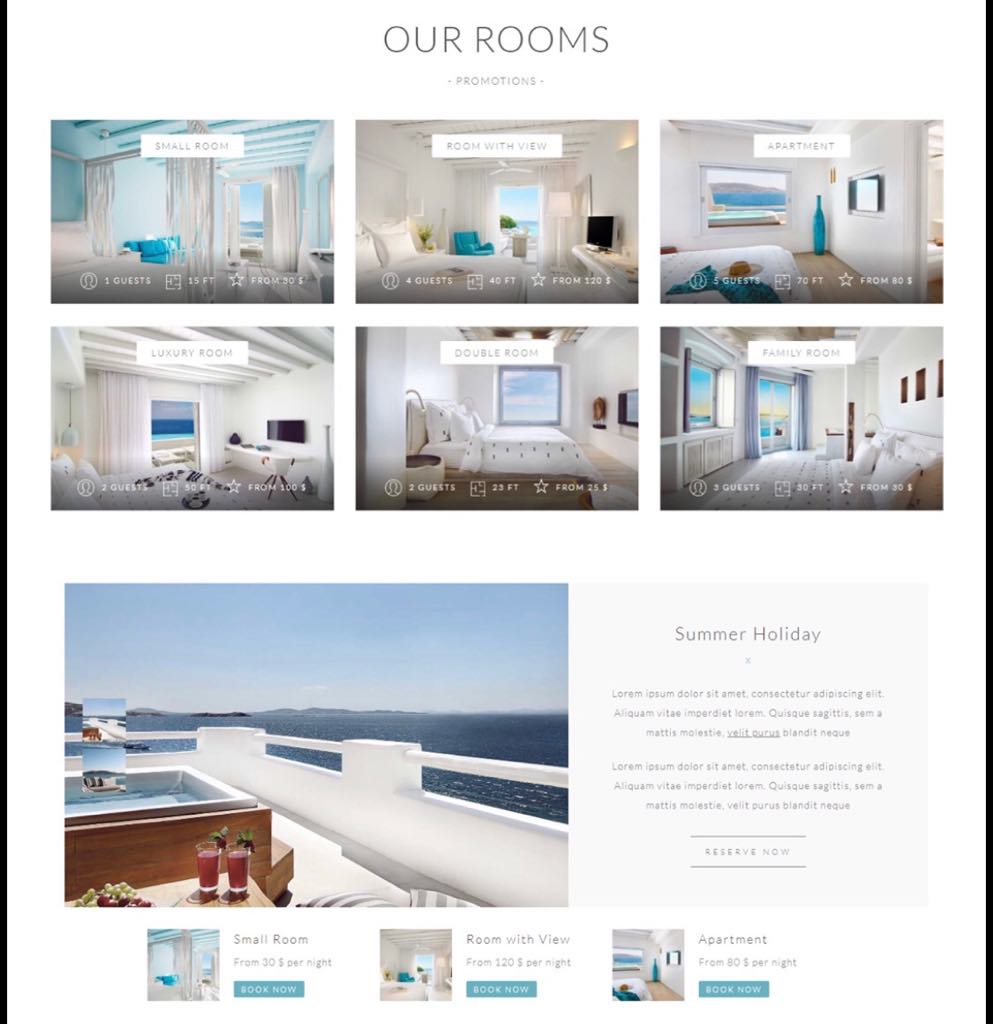 OUR ROOMS
- PROMOTIONS -
SMALL ROOM
1 GUESTS 15 FT FROM 30 $
ROOM WITH VIEW
4 GUESTS 40 FT FROM 120 $
APARTMENT
5 GUESTS 70 FT FROM 80 $
LUXURY ROOM
2 GUESTS 50 FT FROM 100 $
DOUBLE ROOM
2 GUESTS 23 FT FROM 25 $
FAMILY ROOM
3 GUESTS 30 FT FROM 30 $
Summer Holiday
x
Lorem ipsum dolor sit amet, consectetur adipiscing elit.
Aliquam vitae imperdiet lorem. Quisque sagittis, sem a
mattis molestie, velit purus blandit neque
Lorem ipsum dolor sit amet, consectetur adipiscing elit.
Aliquam vitae imperdiet lorem. Quisque sagittis, sem a
mattis molestie, velit purus blandit neque
RESERVE NOW
Small Room
From 30 $ per night
BOOK NOW
Room with View
From 120 $ per night
BOOK NOW
Apartment
From 80 $ per night
BOOK NOW